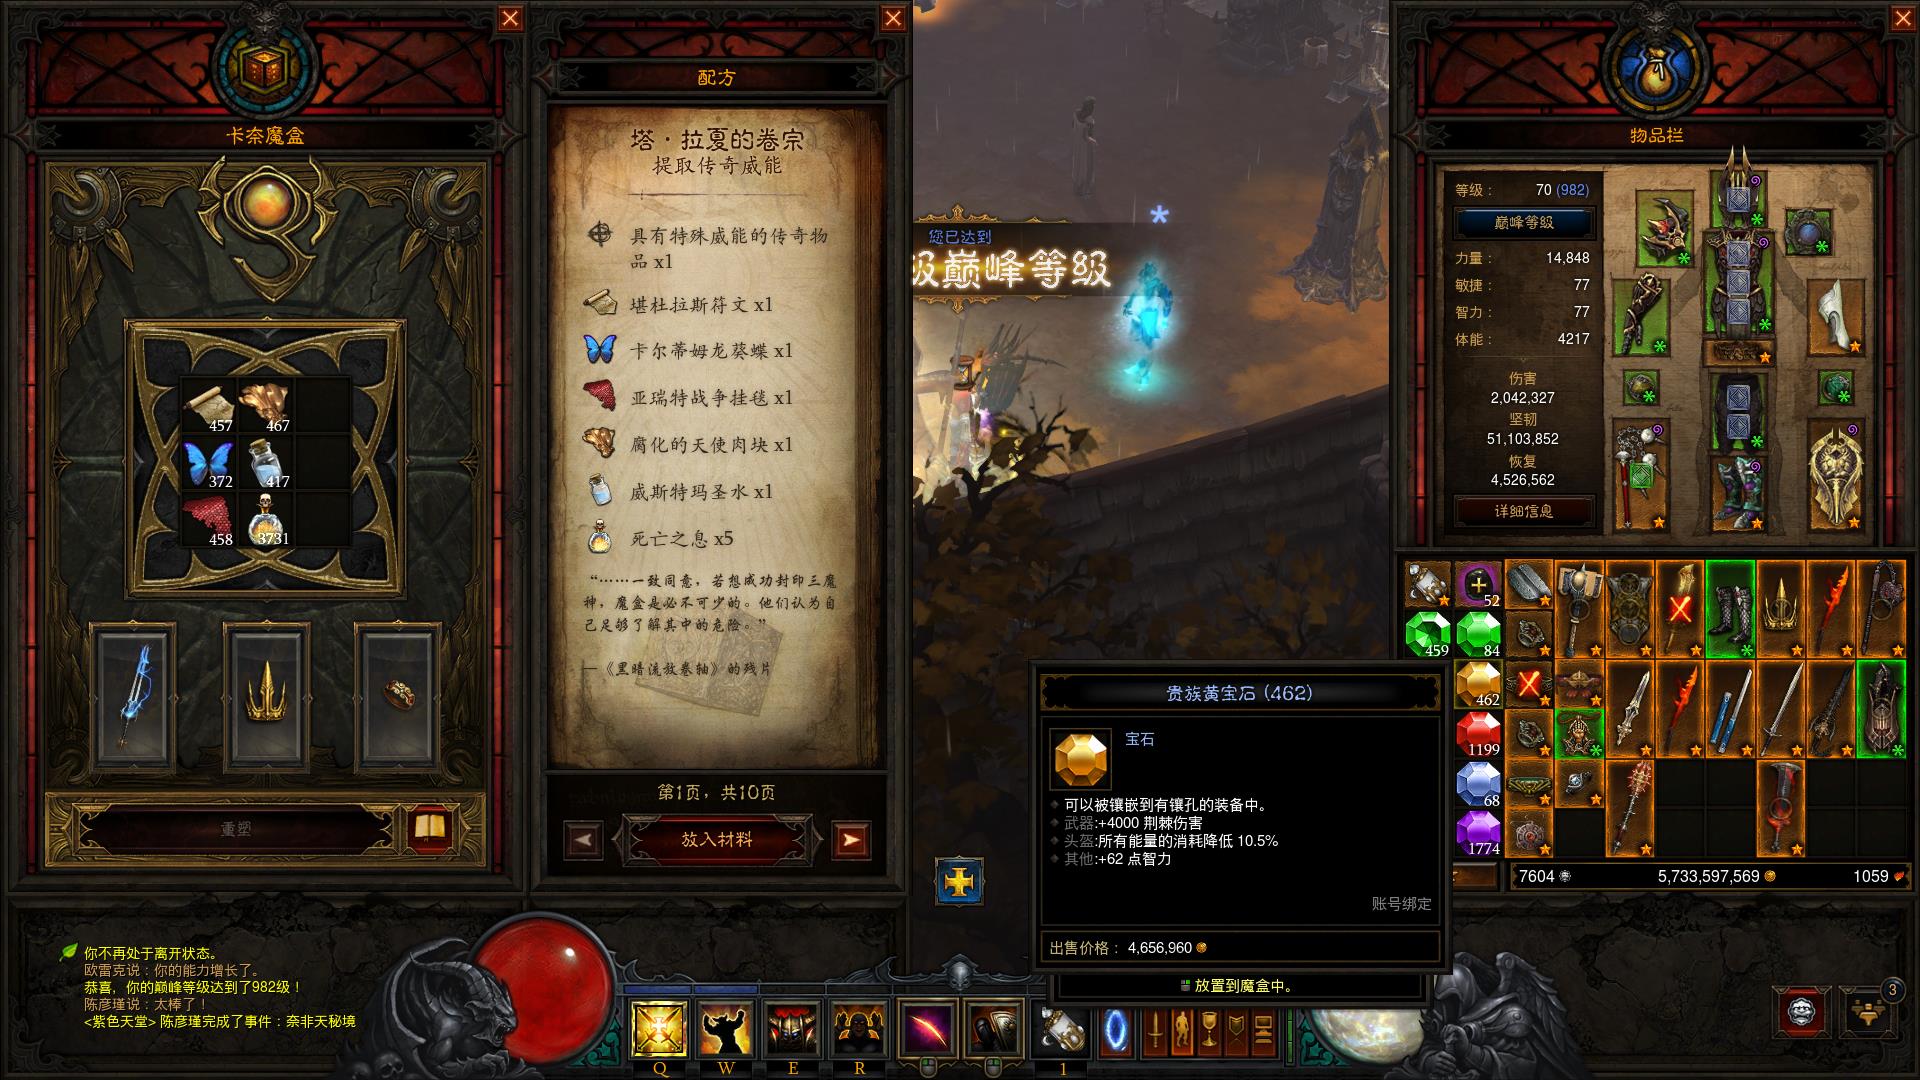 卡奈魔盒
457
467
372
417
458
3731
重塑
配方
塔·拉夏的卷宗
提取传奇威能
具有特殊威能的传奇物
品 x1
堪杜拉斯符文 x1
卡尔蒂姆龙葵蝶 x1
亚瑞特战争挂毯 x1
腐化的天使肉块 x1
威斯特玛圣水 x1
死亡之息 x5
“……一致同意，若想成功封印三魔
神，魔盒是必不可少的。他们认为自
己足够了解其中的危险。”
—《黑暗流放卷轴》的残片
第1页，共10页
放入材料
您已达到
级巅峰等级
物品栏
等级： 70 (982)
巅峰等级
力量： 14,848
敏捷： 77
智力： 77
体能： 4217
伤害
2,042,327
坚韧
51,103,852
恢复
4,526,562
详细信息
52
459
84
462
1199
68
1774
7604
5,733,597,569
1059
贵族黄宝石 (462)
宝石
可以被镶嵌到有镶孔的装备中。
武器:+4000 荆棘伤害
头盔:所有能量的消耗降低 10.5%
其他:+62 点智力
账号绑定
出售价格： 4,656,960
放置到魔盒中。
你不再处于离开状态。
欧雷克说：你的能力增长了。
恭喜，你的巅峰等级达到了982级！
陈彦瑾说：太棒了！
<紫色天堂> 陈彦瑾完成了事件：奈非天秘境
Q
W
E
R
1
3